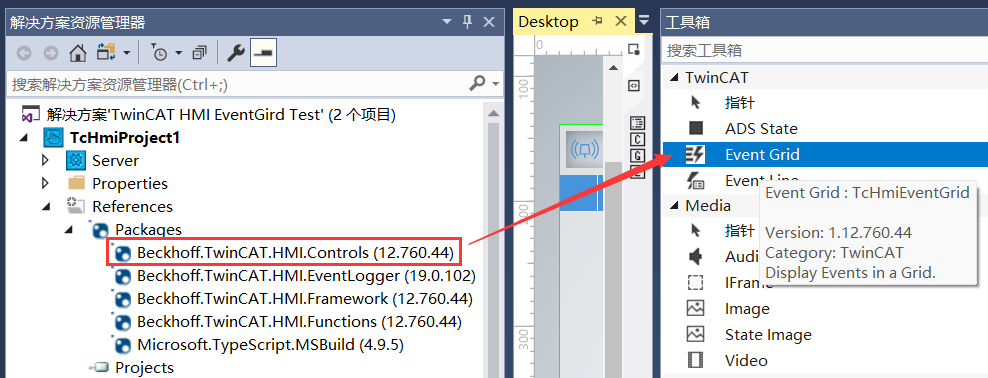 解决方案资源管理器
搜索解决方案资源管理器(Ctrl+;)
解决方案'TwinCAT HMI EventGird Test' (2 个项目)
TcHmiProject1
Server
Properties
References
Packages
Beckhoff.TwinCAT.HMI.Controls (12.760.44)
Beckhoff.TwinCAT.HMI.EventLogger (19.0.102)
Beckhoff.TwinCAT.HMI.Framework (12.760.44)
Beckhoff.TwinCAT.HMI.Functions (12.760.44)
Microsoft.TypeScript.MSBuild (4.9.5)
Projects
Desktop
0
100
200
300
C
G
工具箱
搜索工具箱
TwinCAT
指针
ADS State
Event Grid
Event Line
Media
指针
Audi
IFrame
Image
State Image
Video
Event Grid : TcHmiEventGrid
Version: 1.12.760.44
Category: TwinCAT
Display Events in a Grid.